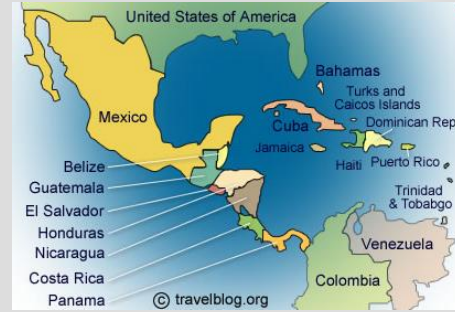 United States of America
Bahamas
Turks and
Caicos Islands
Mexico
Cuba
Dominican Rep
Jamaica
Haiti
Puerto Rico
Belize
Guatemala
El Salvador
Honduras
Nicaragua
Costa Rica
Panama
Trinidad
& Tobabgo
Venezuela
Colombia
© travelblog.org